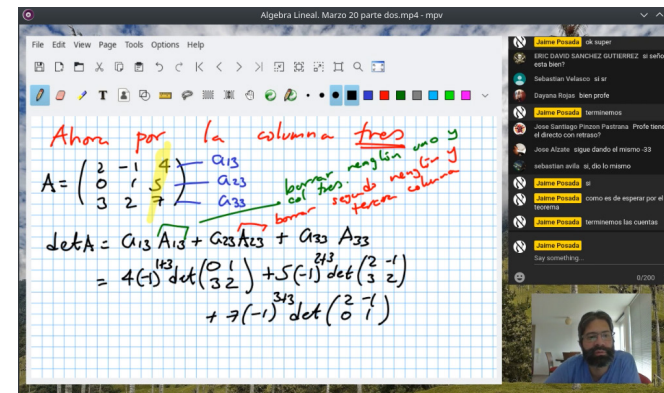 Algebra Lineal. Marzo 20 parte dos.mp4 - mpv
File Edit View Page Tools Options Help
Ahora por la columna tres
A = ( 2 -1 4 ) — a13
( 0 1 5 ) — a23
( 3 2 7 ) — a33
borrar renglón uno y
col tres.
borrar segundo renglón y
tercera columna
det A = a13 A13 + a23 A23 + a33 A33
= 4(-1)^1+3 det(0 1 / 3 2) + 5(-1)^2+3 det(2 -1 / 3 2)
+ 7(-1)^3+3 det(2 -1 / 0 1)
Jaime Posada ok super
ERIC DAVID SANCHEZ GUTIERREZ si seño
esta bien?
Sebastian Velasco si sr
Dayana Rojas bien profe
Jaime Posada
terminemos
Jose Santiago Pinzon Pastrana Profe tiene
el directo con retraso?
Jose Alzate sigue dando el mismo -33
sebastian avila si, dio lo mismo
Jaime Posada si
Jaime Posada como es de esperar por el
teorema
Jaime Posada terminemos las cuentas
Jaime Posada
Say something...
0/200